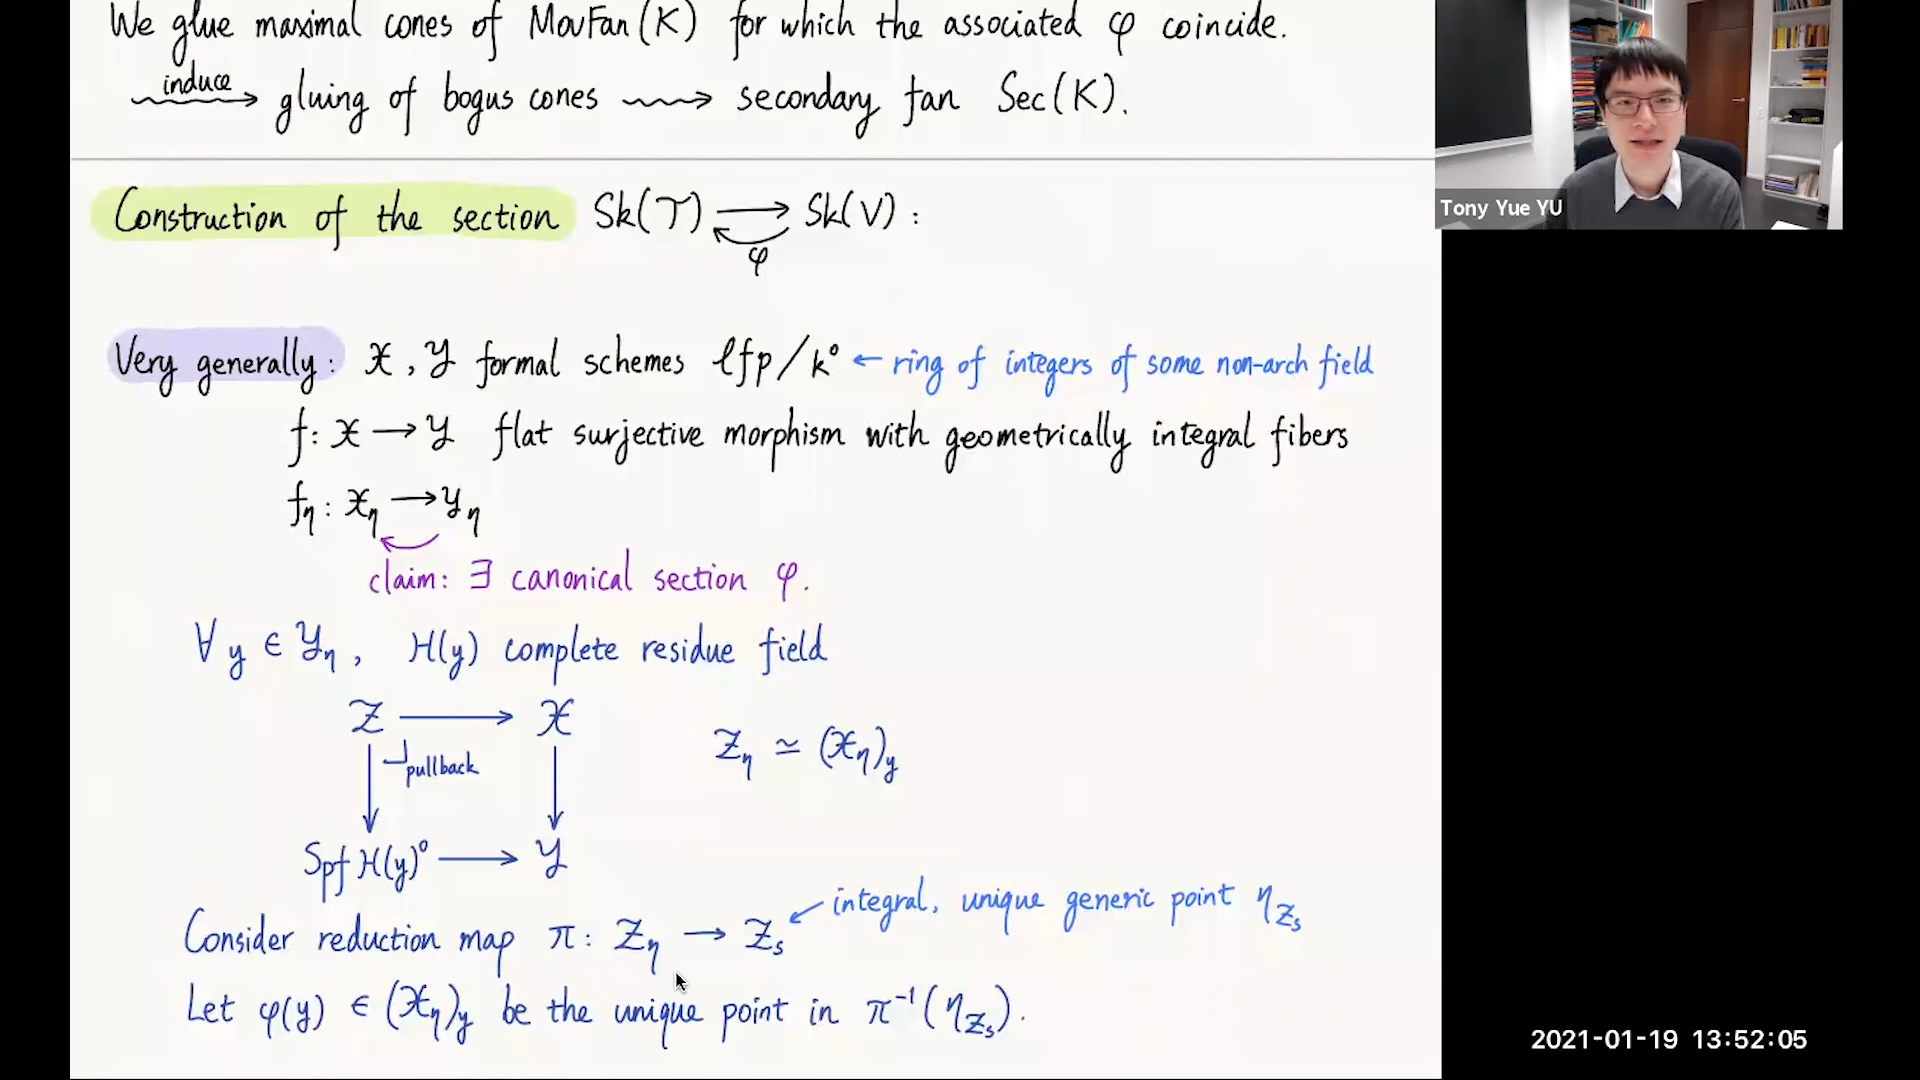 We glue maximal cones of MovFan(K) for which the associated φ coincide.
induce
⇝ gluing of bogus cones ⇝ secondary fan Sec(K).
Tony Yue YU
Construction of the section Sk(T) ⟶ Sk(V) :
φ
Very generally: 𝔛, 𝒴 formal schemes lfp/k° ← ring of integers of some non-arch field
f: 𝔛 → 𝒴 flat surjective morphism with geometrically integral fibers
f_η: 𝔛_η → 𝒴_η
claim: ∃ canonical section φ.
∀ y ∈ 𝒴_η, H(y) complete residue field
Z → 𝔛
pullback
Z_η ≃ (𝔛_η)_y
Spf H(y)° → 𝒴
integral, unique generic point η_{Z_s}
Consider reduction map π: Z_η → Z_s
Let φ(y) ∈ (𝔛_η)_y be the unique point in π⁻¹(η_{Z_s}).
2021-01-19 13:52:05